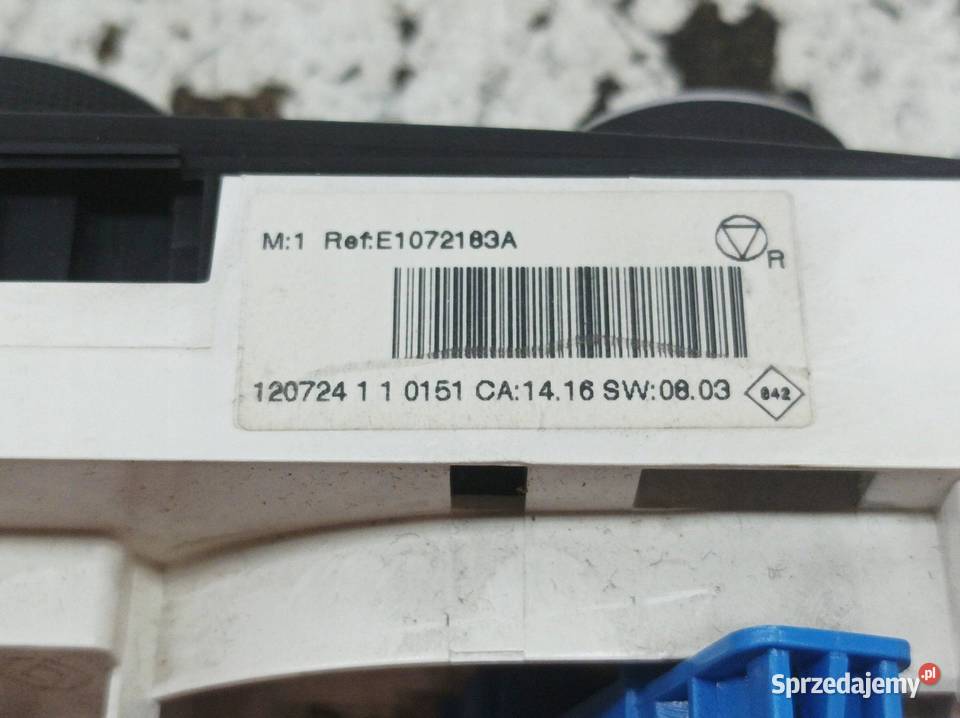 M:1 Ref:E1072183A
R
120724 1 1 0151 CA:14.16 SW:08.03
842
Sprzedajemy.pl